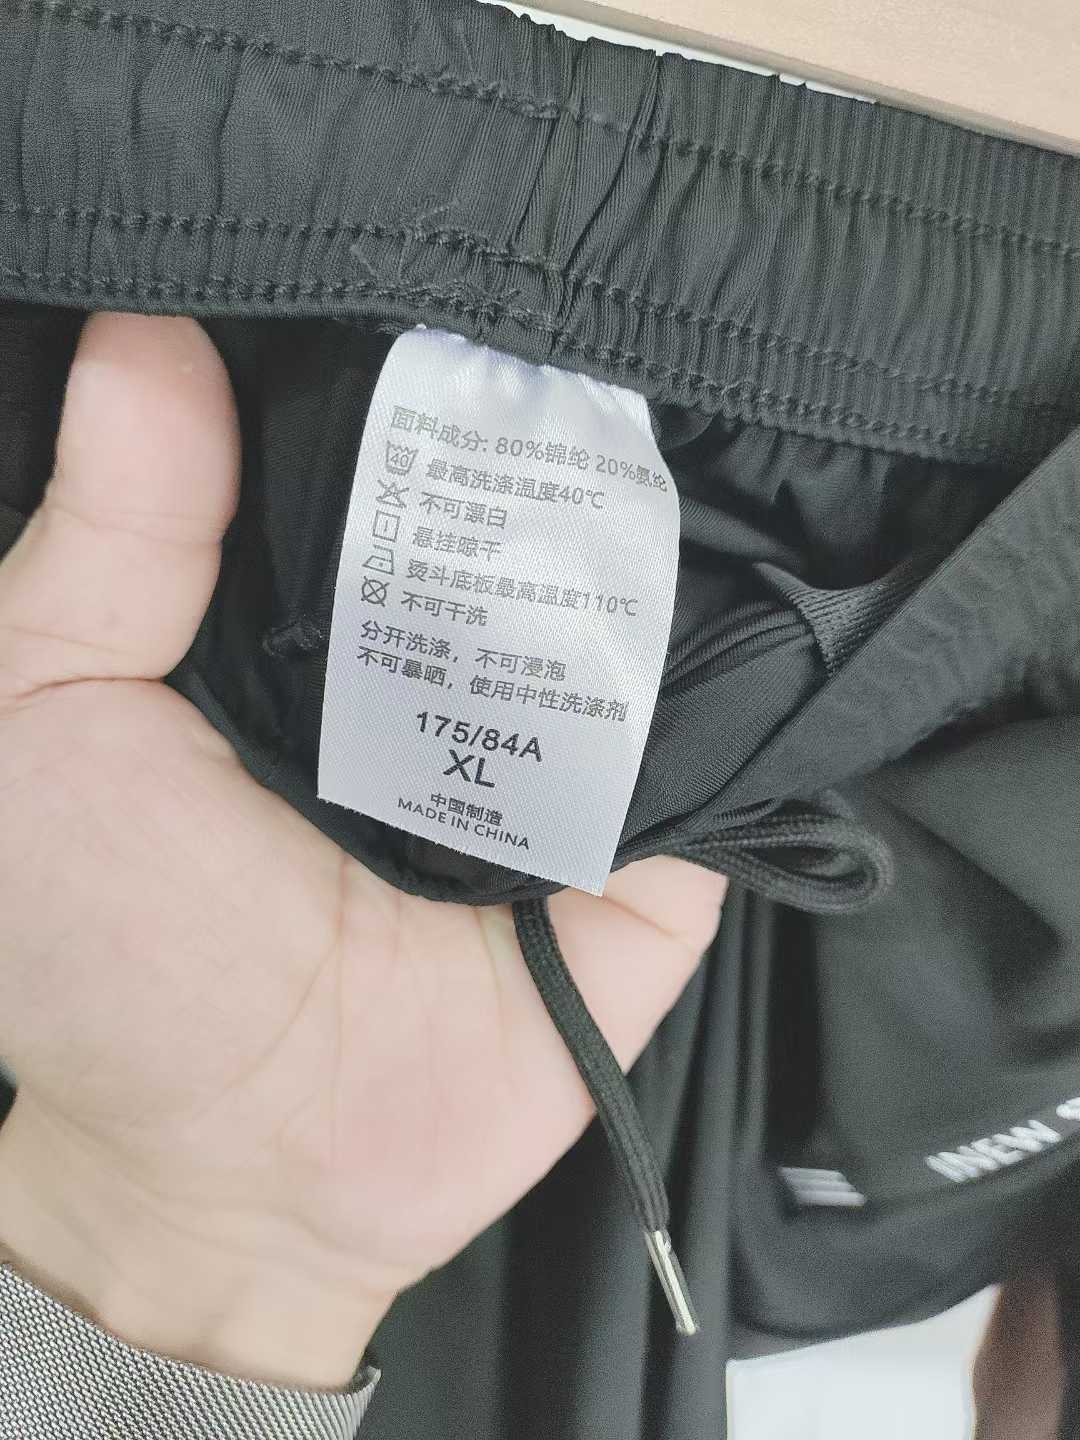 面料成分: 80%锦纶 20%氨纶
40 最高洗涤温度40℃
不可漂白
悬挂晾干
烫斗底板最高温度110℃
不可干洗
分开洗涤，不可浸泡
不可暴晒，使用中性洗涤剂
175/84A
XL
中国制造
MADE IN CHINA
NEW